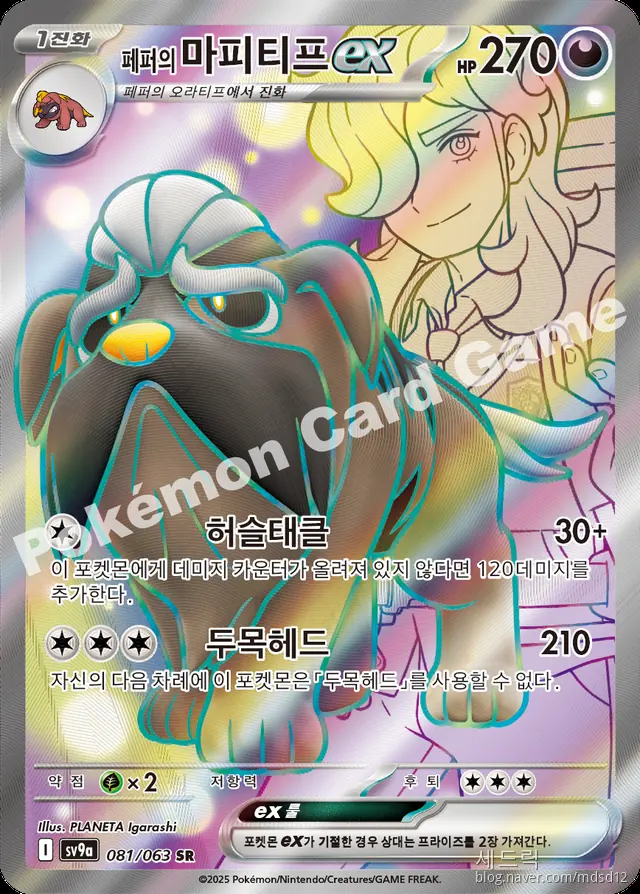 1진화
페퍼의 마피티프 ex
HP 270
페퍼의 오라티프에서 진화
Pokémon Card Game
허슬태클 30+
이 포켓몬에게 데미지 카운터가 올려져 있지 않다면 120데미지를
추가한다.
두목헤드 210
자신의 다음 차례에 이 포켓몬은 「두목헤드」를 사용할 수 없다.
약점 ×2 저항력 후퇴
ex 룰
포켓몬 ex가 기절한 경우 상대는 프라이즈를 2장 가져간다.
Illus. PLANETA Igarashi
I sv9a 081/063 SR
세드릭
blog.naver.com/mdsd12
©2025 Pokémon/Nintendo/Creatures/GAME FREAK.